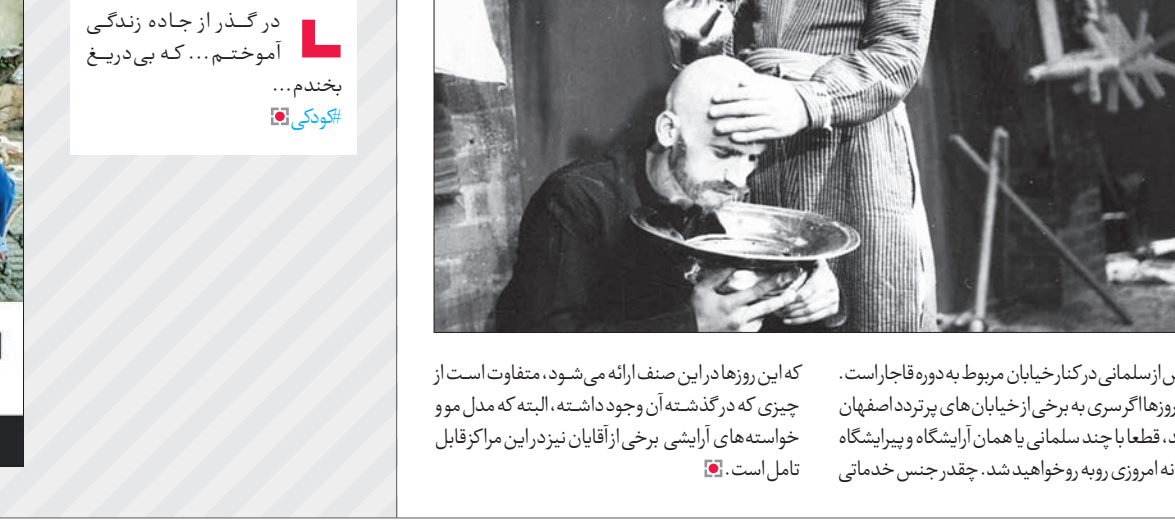 در گذر از جاده زندگی
آموختم... که بی‌دریغ
بخندم...
#کودکی
از سلمانی در کنار خیابان مربوط به دوره قاجار است.
روزها اگر سری به برخی از خیابان‌های پرتردد اصفهان
قطعا با چند سلمانی یا همان آرایشگاه و پیرایشگاه
امروزی روبه رو خواهید شد. چقدر جنس خدماتی
که این روزها در این صنف ارائه می‌شود، متفاوت است از
چیزی که در گذشته آن وجود داشته، البته که مدل مو و
خواسته‌های آرایشی برخی از آقایان نیز در این مراکز قابل
تامل است.